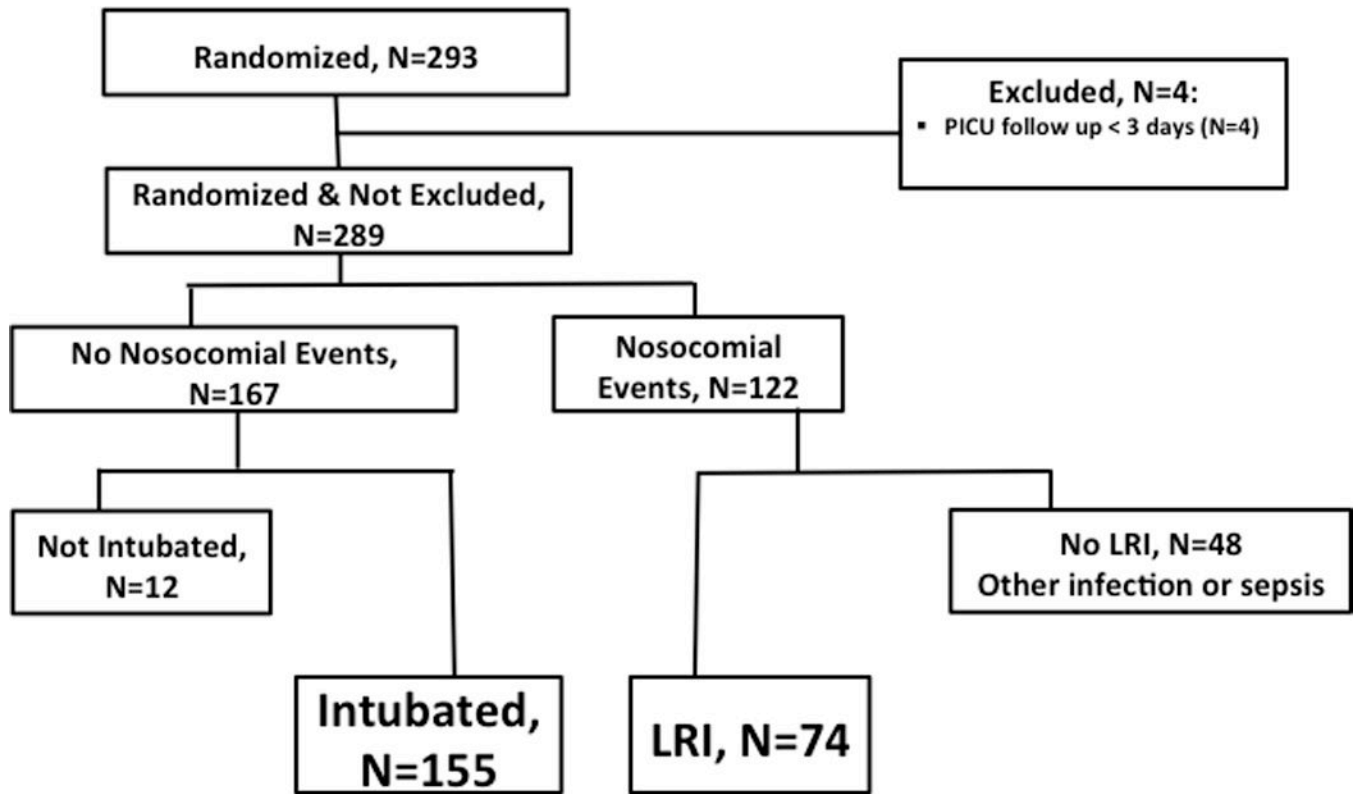 Randomized, N=293
Excluded, N=4:
▪ PICU follow up < 3 days (N=4)
Randomized & Not Excluded,
N=289
No Nosocomial Events,
N=167
Nosocomial
Events, N=122
Not Intubated,
N=12
No LRI, N=48
Other infection or sepsis
Intubated,
N=155
LRI, N=74